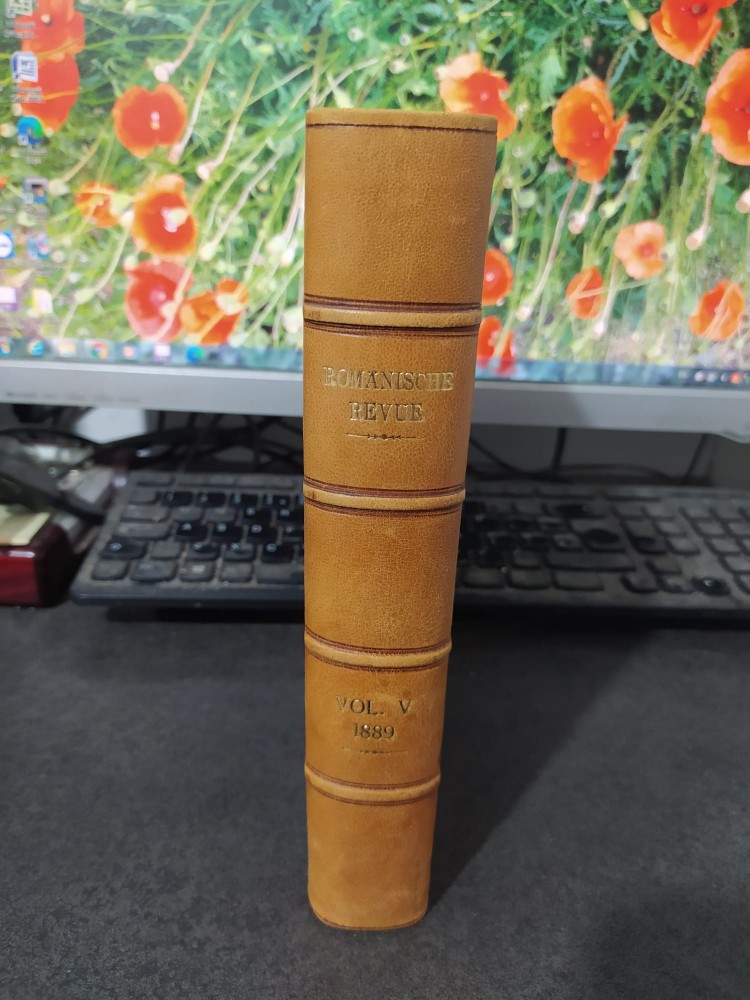 ROMÄNISCHE
REVUE
VOL. V
1889